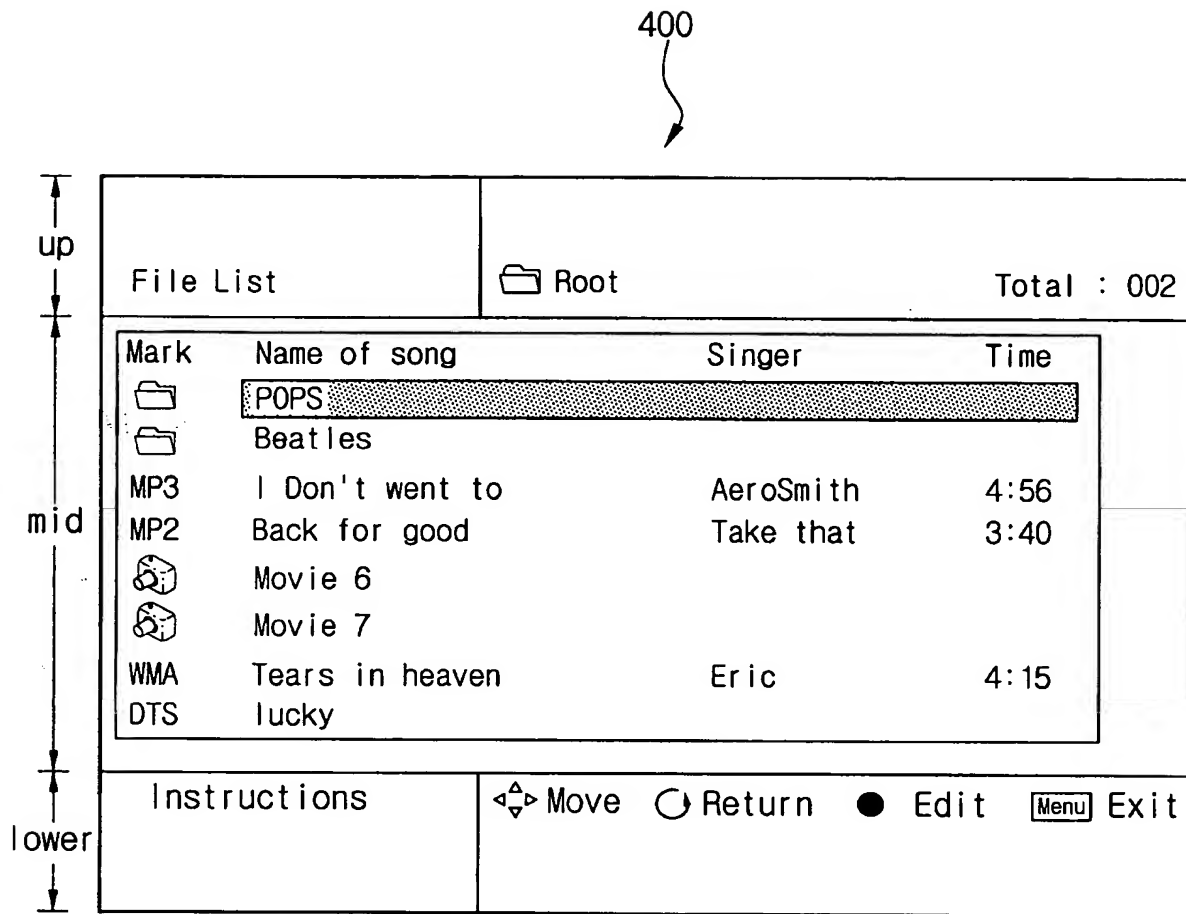 400
up
File List Root Total : 002
Mark Name of song Singer Time
POPS
Beatles
MP3 I Don't went to AeroSmith 4:56
mid
MP2 Back for good Take that 3:40
Movie 6
Movie 7
WMA Tears in heaven Eric 4:15
DTS lucky
Instructions Move Return Edit Menu Exit
lower